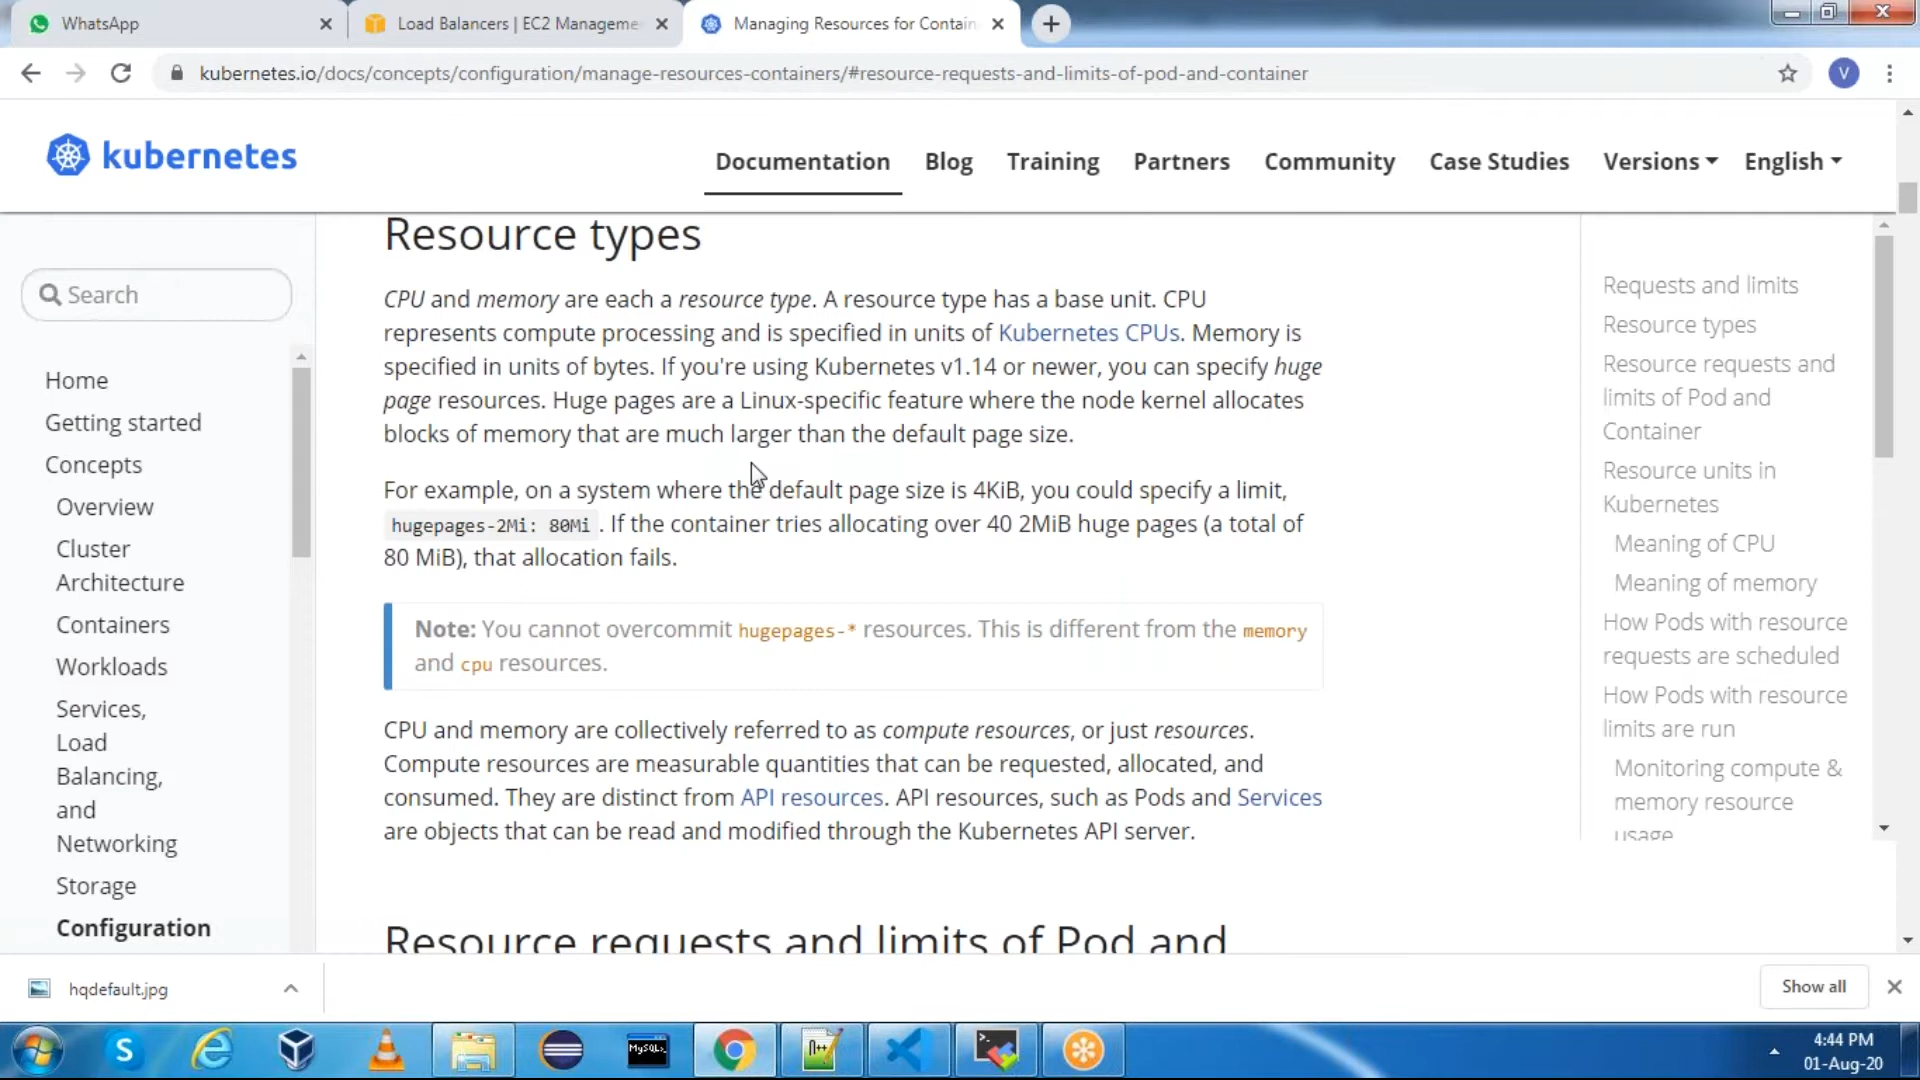 WhatsApp
Load Balancers | EC2 Manageme
Managing Resources for Contain
kubernetes.io/docs/concepts/configuration/manage-resources-containers/#resource-requests-and-limits-of-pod-and-container
V
kubernetes
Documentation
Blog
Training
Partners
Community
Case Studies
Versions
English
Search
Home
Getting started
Concepts
Overview
Cluster
Architecture
Containers
Workloads
Services,
Load
Balancing,
and
Networking
Storage
Configuration
Resource types
CPU and memory are each a resource type. A resource type has a base unit. CPU
represents compute processing and is specified in units of Kubernetes CPUs. Memory is
specified in units of bytes. If you're using Kubernetes v1.14 or newer, you can specify huge
page resources. Huge pages are a Linux-specific feature where the node kernel allocates
blocks of memory that are much larger than the default page size.
For example, on a system where the default page size is 4KiB, you could specify a limit,
hugepages-2Mi: 80Mi . If the container tries allocating over 40 2MiB huge pages (a total of
80 MiB), that allocation fails.
Note: You cannot overcommit hugepages-* resources. This is different from the memory
and cpu resources.
CPU and memory are collectively referred to as compute resources, or just resources.
Compute resources are measurable quantities that can be requested, allocated, and
consumed. They are distinct from API resources. API resources, such as Pods and Services
are objects that can be read and modified through the Kubernetes API server.
Resource requests and limits of Pod and
Requests and limits
Resource types
Resource requests and
limits of Pod and
Container
Resource units in
Kubernetes
Meaning of CPU
Meaning of memory
How Pods with resource
requests are scheduled
How Pods with resource
limits are run
Monitoring compute &
memory resource
usage
hqdefault.jpg
Show all
S
MySQL
4:44 PM
01-Aug-20